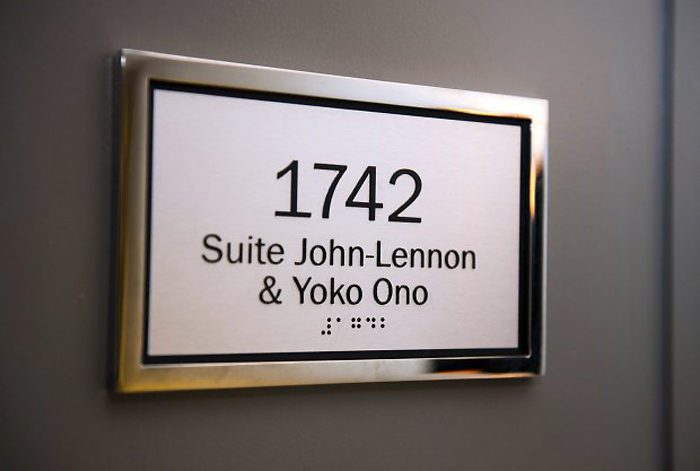 1742
Suite John-Lennon
& Yoko Ono
⠼⠁⠛⠙⠃